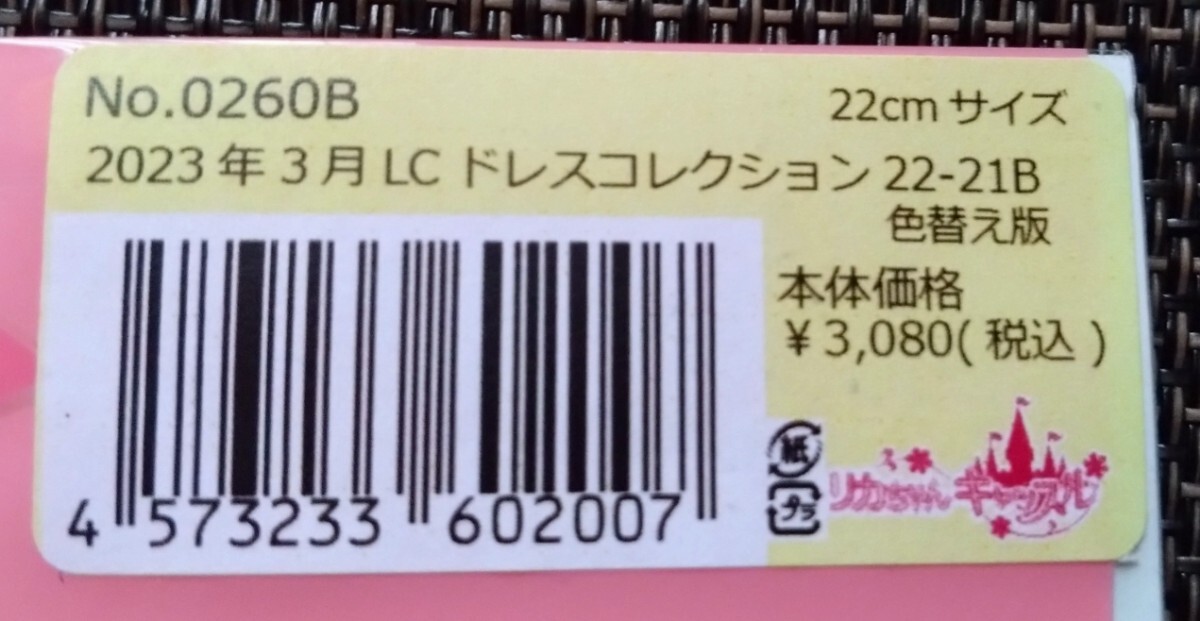 No.0260B
22cm サイズ
2023 年 3 月 LC ドレスコレクション 22-21B
色替え版
本体価格
¥3,080(税込)
4 573233 602007
紙
プラ
リカちゃん キャッスル